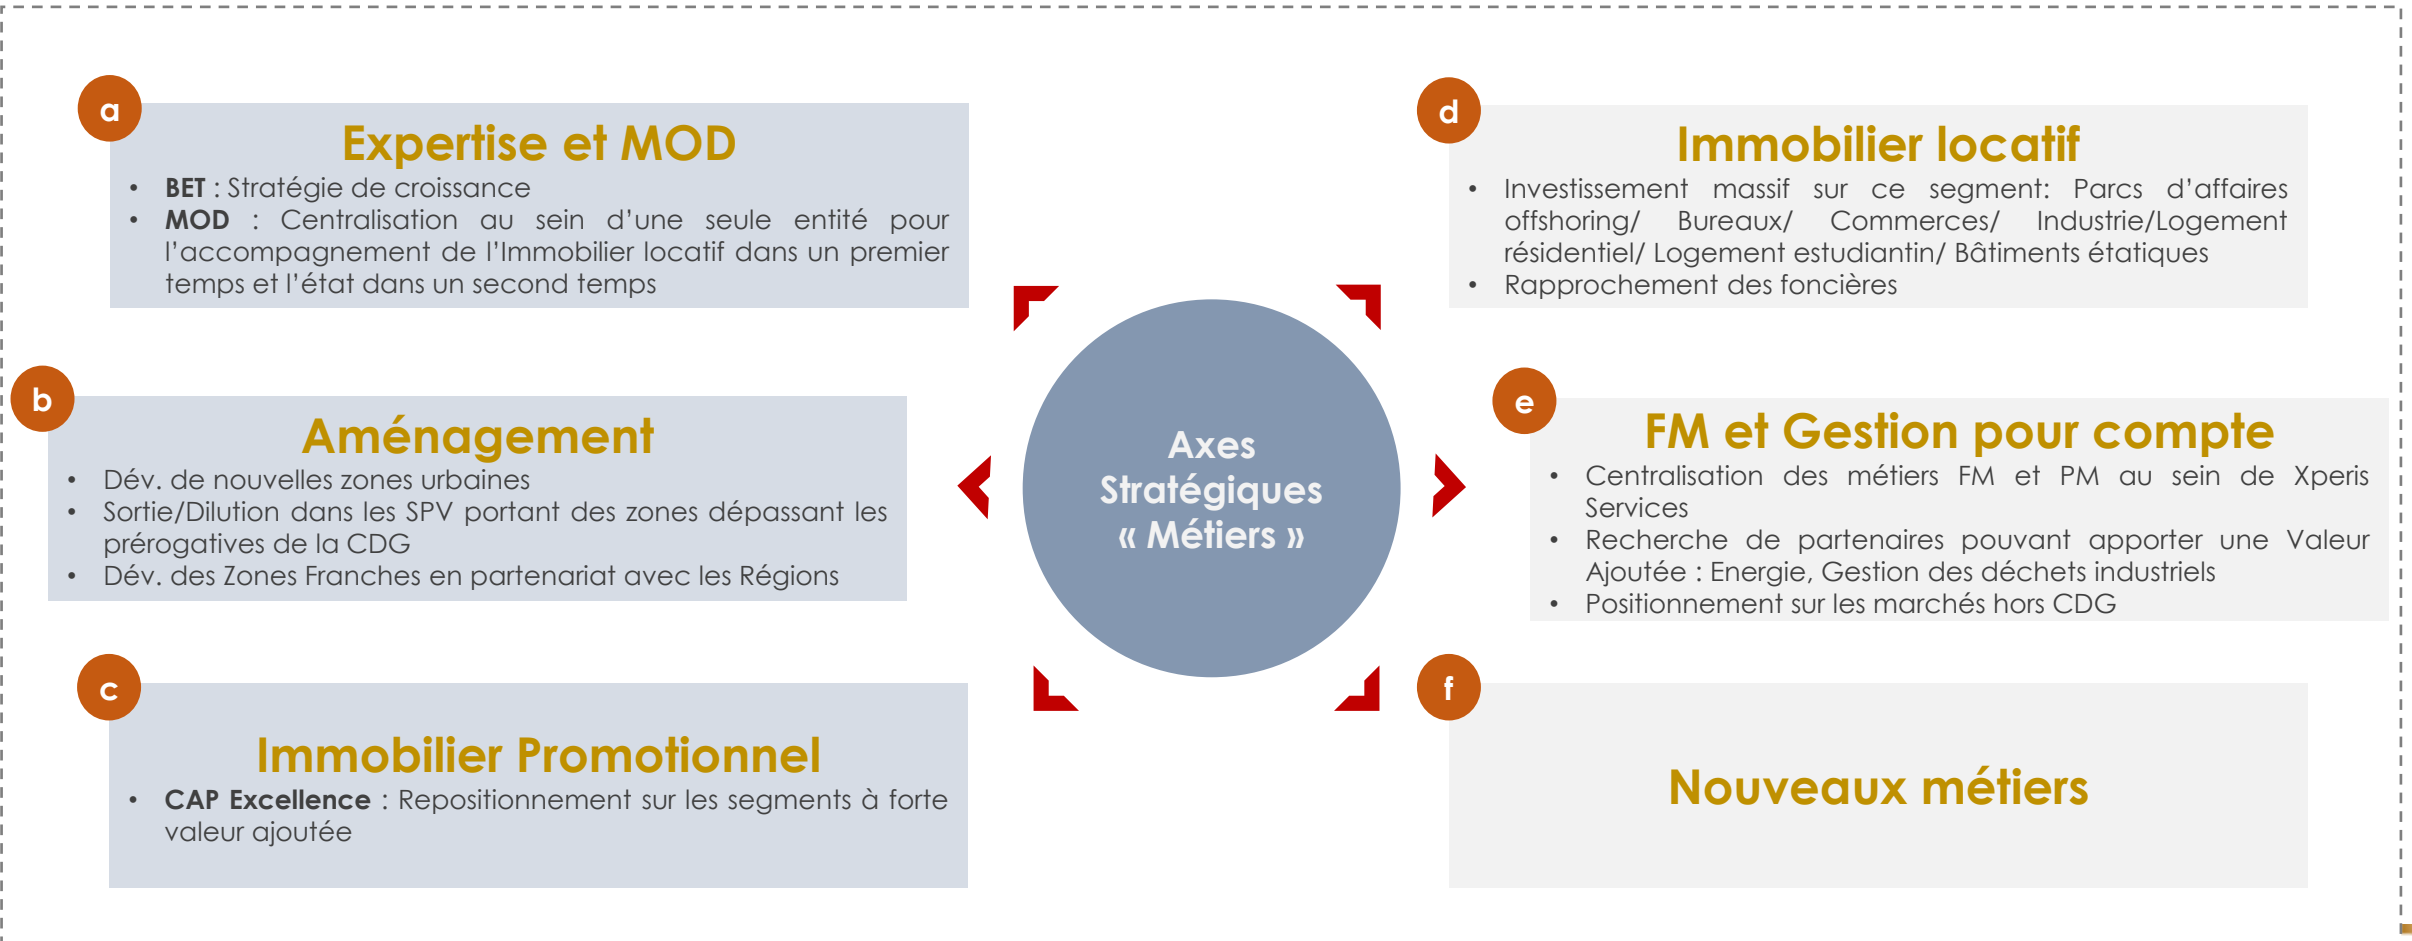 a
Expertise et MOD
• BET : Stratégie de croissance
• MOD : Centralisation au sein d’une seule entité pour
l’accompagnement de l’Immobilier locatif dans un premier
temps et l’état dans un second temps
b
Aménagement
• Dév. de nouvelles zones urbaines
• Sortie/Dilution dans les SPV portant des zones dépassant les
prérogatives de la CDG
• Dév. des Zones Franches en partenariat avec les Régions
c
Immobilier Promotionnel
• CAP Excellence : Repositionnement sur les segments à forte
valeur ajoutée
Axes
Stratégiques
« Métiers »
d
Immobilier locatif
• Investissement massif sur ce segment: Parcs d’affaires
offshoring/ Bureaux/ Commerces/ Industrie/Logement
résidentiel/ Logement estudiantin/ Bâtiments étatiques
• Rapprochement des foncières
e
FM et Gestion pour compte
• Centralisation des métiers FM et PM au sein de Xperis
Services
• Recherche de partenaires pouvant apporter une Valeur
Ajoutée : Energie, Gestion des déchets industriels
• Positionnement sur les marchés hors CDG
f
Nouveaux métiers